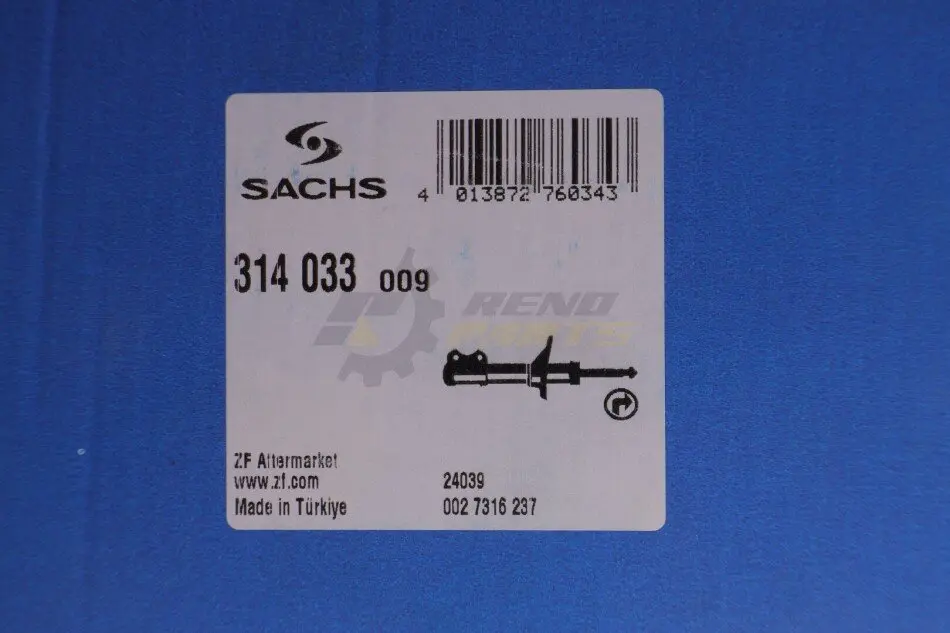 SACHS
4 013872 760343
314 033 009
RENO
PARTS
ZF Aftermarket
www.zf.com
Made in Türkiye
24039
002 7316 237